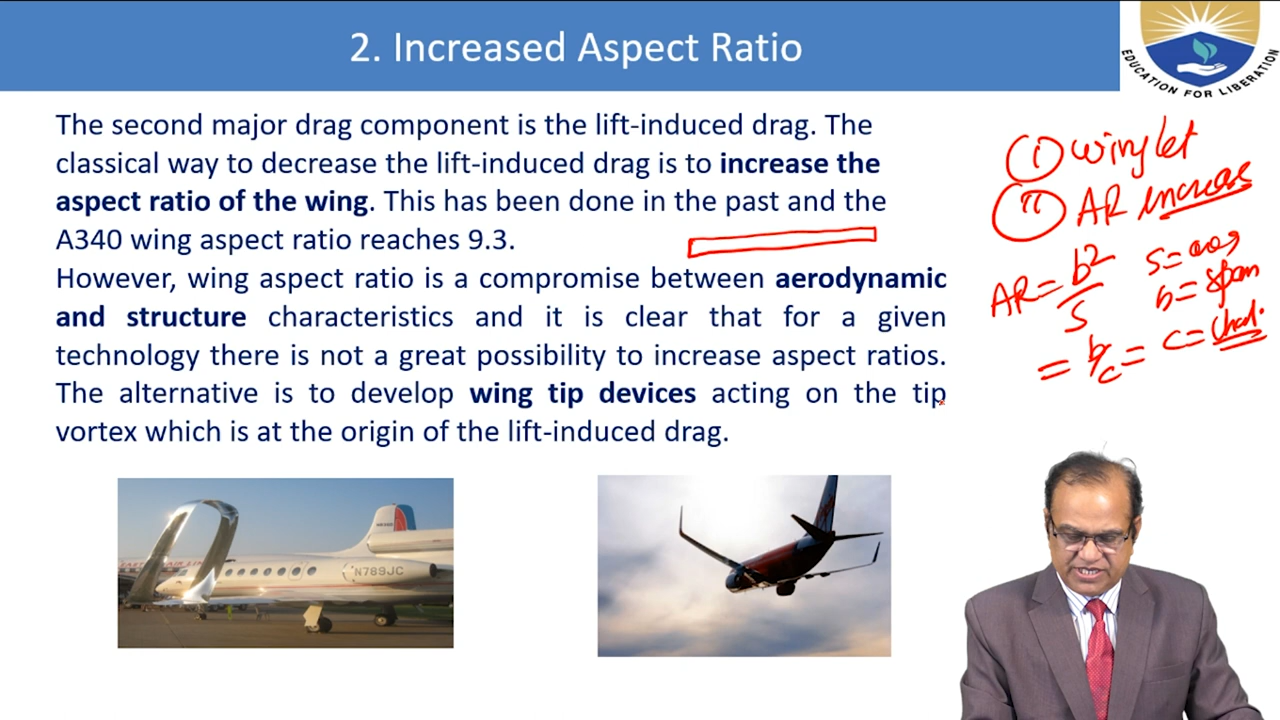 2. Increased Aspect Ratio
EDUCATION FOR LIBERATION
The second major drag component is the lift-induced drag. The
classical way to decrease the lift-induced drag is to increase the
aspect ratio of the wing. This has been done in the past and the
A340 wing aspect ratio reaches 9.3.
However, wing aspect ratio is a compromise between aerodynamic
and structure characteristics and it is clear that for a given
technology there is not a great possibility to increase aspect ratios.
The alternative is to develop wing tip devices acting on the tip
vortex which is at the origin of the lift-induced drag.
(i) winglet
(ii) AR increase
AR = b²/S
S = area
b = span
= b/c =
c = Chord.
N789JC